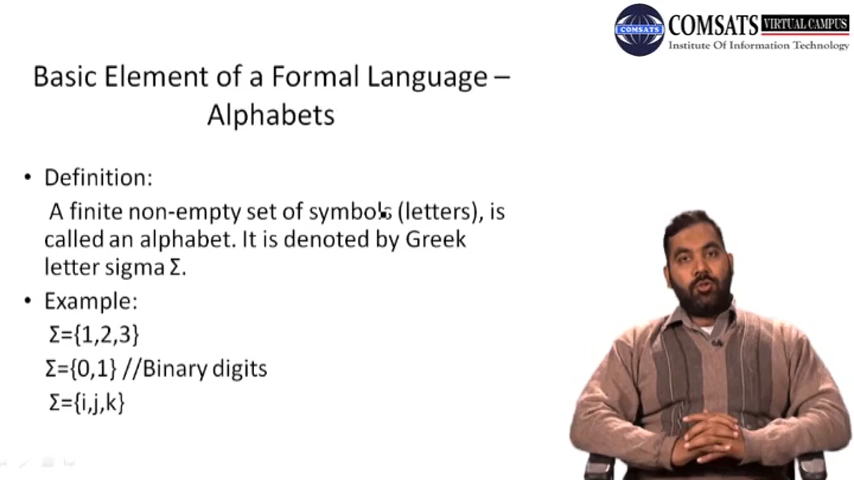 COMSATS VIRTUAL CAMPUS
COMSATS
Institute Of Information Technology
Basic Element of a Formal Language –
Alphabets
• Definition:
A finite non-empty set of symbols (letters), is
called an alphabet. It is denoted by Greek
letter sigma Σ.
• Example:
Σ={1,2,3}
Σ={0,1} //Binary digits
Σ={i,j,k}